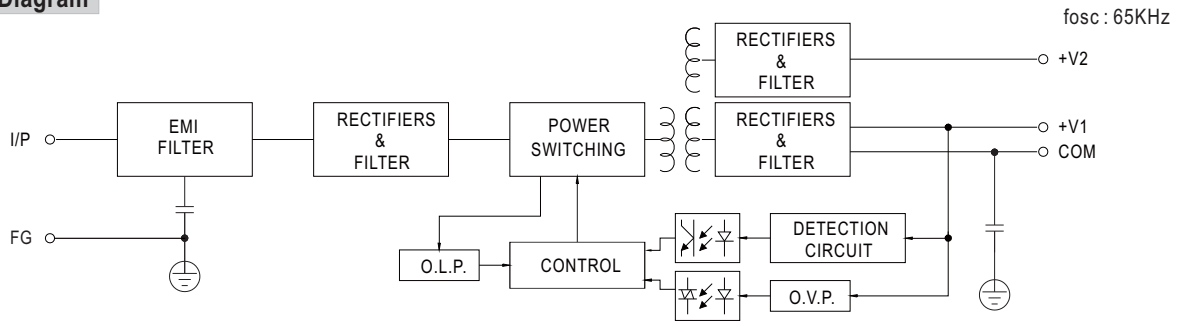 Diagram
fosc : 65KHz
RECTIFIERS
&
FILTER
+V2
I/P
EMI
FILTER
RECTIFIERS
&
FILTER
POWER
SWITCHING
RECTIFIERS
&
FILTER
+V1
COM
FG
O.L.P.
CONTROL
DETECTION
CIRCUIT
O.V.P.